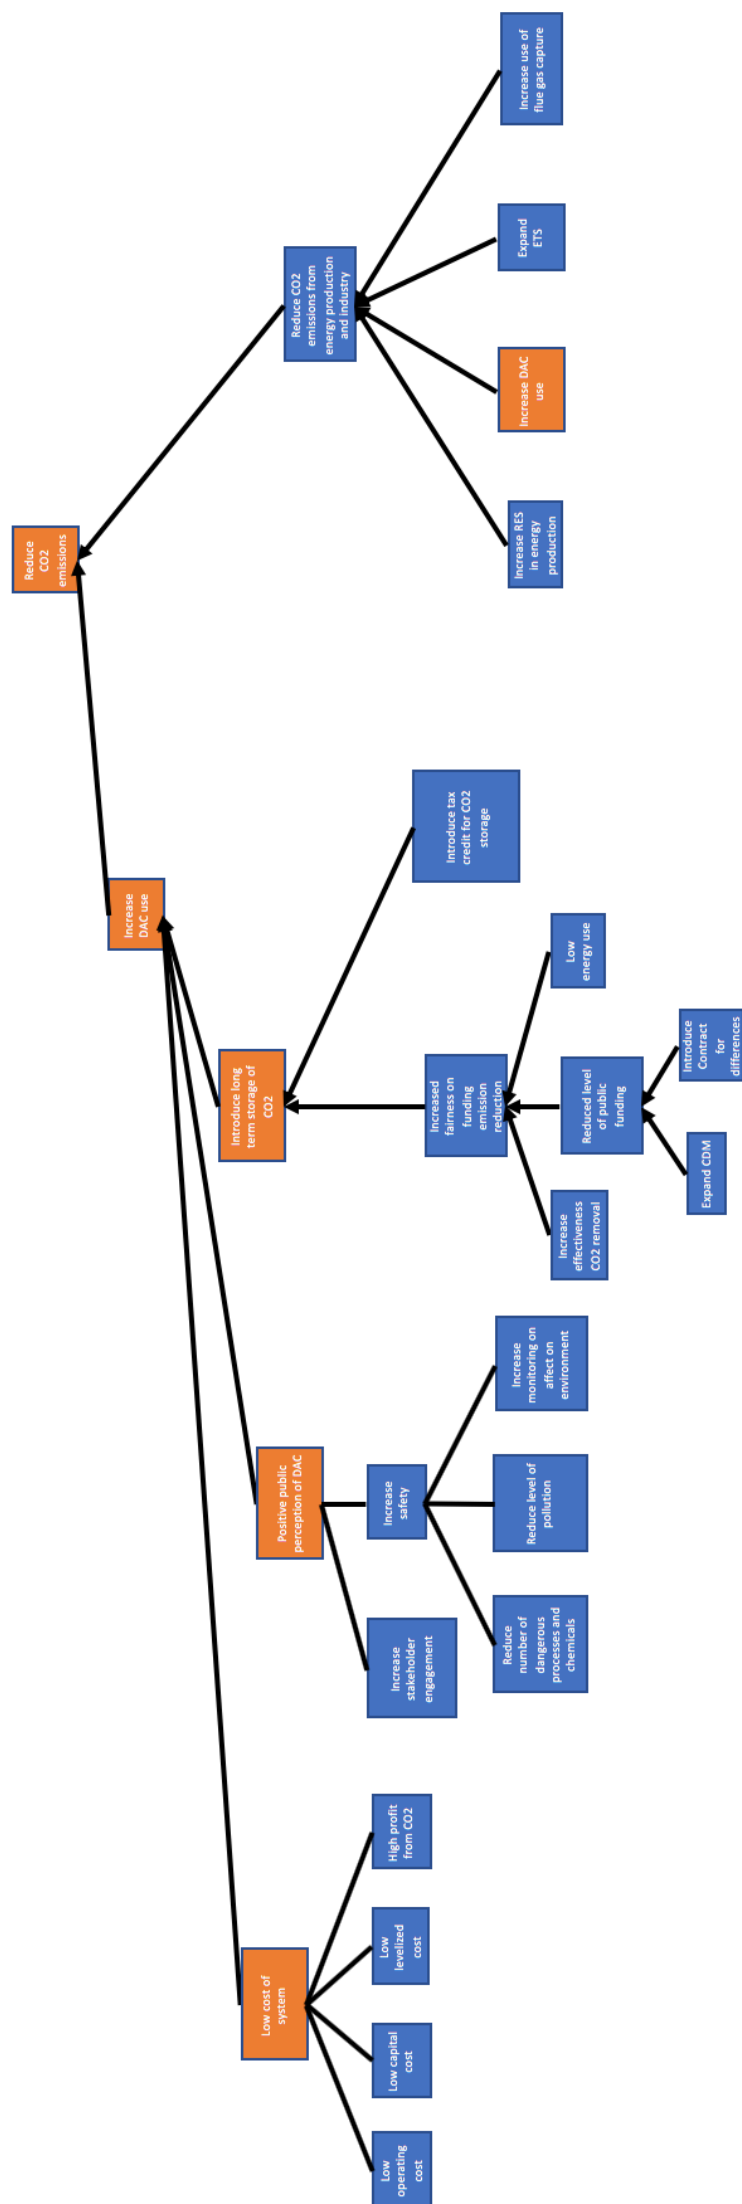 Reduce
CO2
emissions
Increase
DAC use
Reduce CO2
emissions from
energy production
and industry
Low cost of
system
Positive public
perception of DAC
Introduce long
term storage of
CO2
Low
operating
cost
Low capital
cost
Low
levelized
cost
High profit
from CO2
Increase
stakeholder
engagement
Increase
safety
Reduce
number of
dangerous
processes and
chemicals
Reduce level of
pollution
Increase
monitoring on
affect on
environment
Increased
fairness on
funding
emission
reduction
Introduce tax
credit for CO2
storage
Increase
effectiveness
CO2 removal
Reduced level
of public
funding
Low
energy use
Expand CDM
Introduce
Contract
for
differences
Increase RES
in energy
production
Increase DAC
use
Expand
ETS
Increase use of
flue gas capture